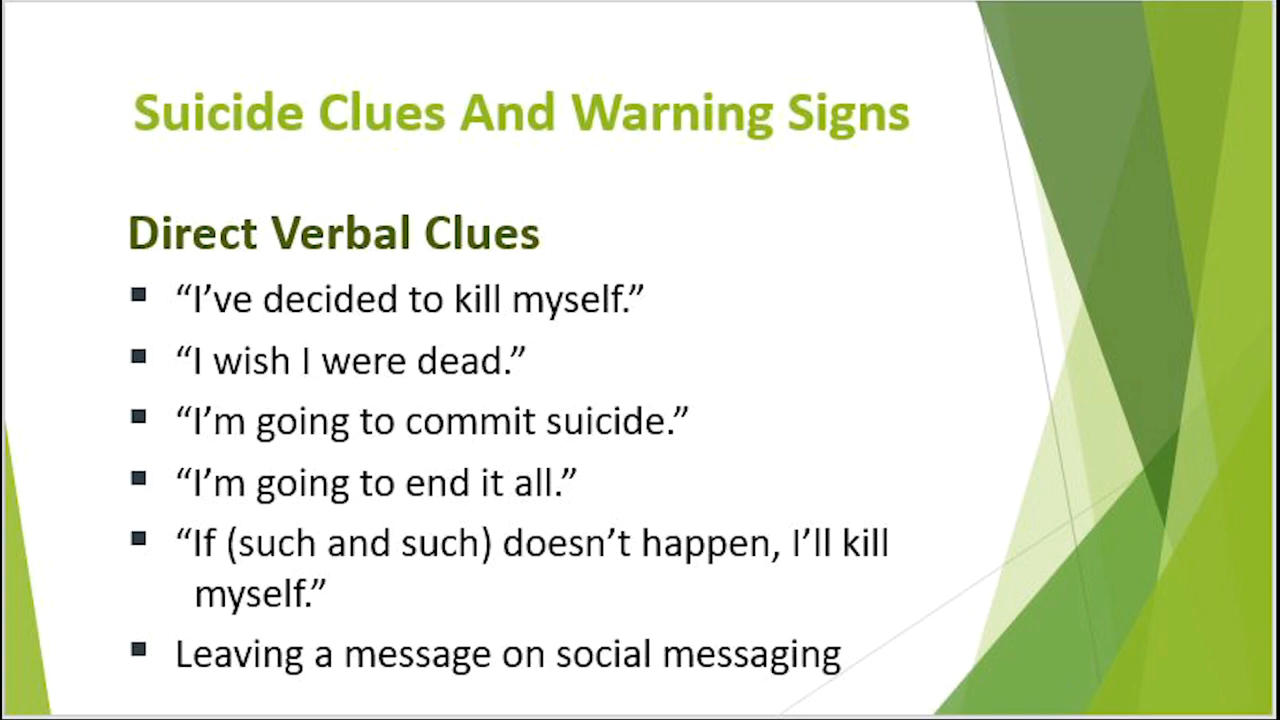 Suicide Clues And Warning Signs
Direct Verbal Clues
▪ “I’ve decided to kill myself.”
▪ “I wish I were dead.”
▪ “I’m going to commit suicide.”
▪ “I’m going to end it all.”
▪ “If (such and such) doesn’t happen, I’ll kill
myself.”
▪ Leaving a message on social messaging